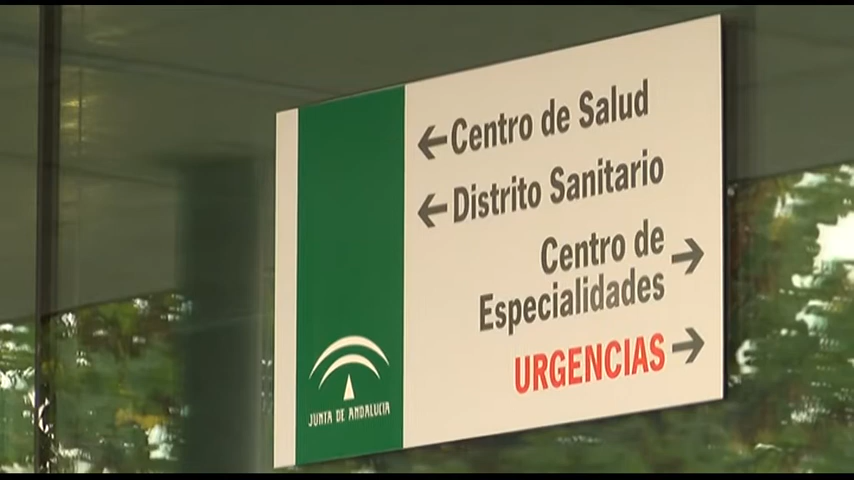 Centro de Salud
Distrito Sanitario
Centro de
Especialidades
URGENCIAS
JUNTA DE ANDALUCIA